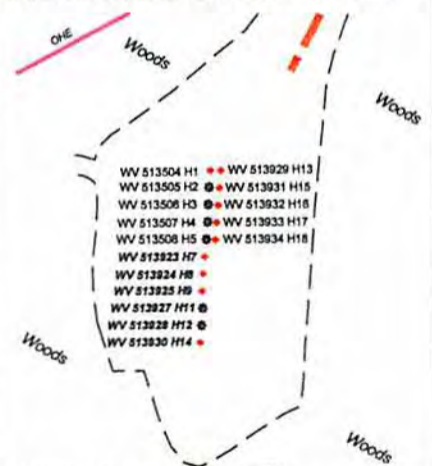 OHE
Woods
Woods
WV 513504 H1 WV 513929 H13
WV 513505 H2 WV 513931 H15
WV 513506 H3 WV 513932 H16
WV 513507 H4 WV 513933 H17
WV 513508 H5 WV 513934 H18
WV 513923 H7
WV 513924 H8
WV 513925 H9
WV 513927 H11
WV 513928 H12
WV 513930 H14
Woods
Woods